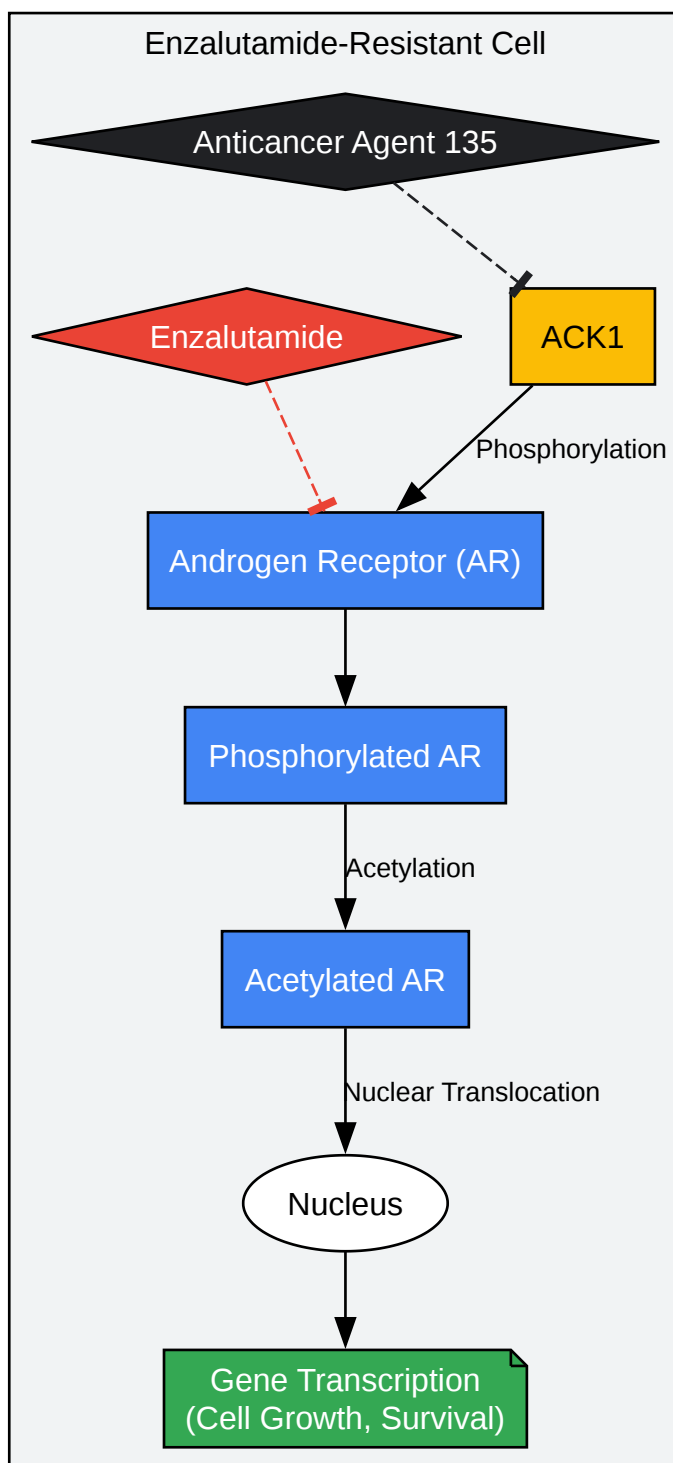 Enzalutamide-Resistant Cell
Anticancer Agent 135
Enzalutamide
ACK1
Phosphorylation
Androgen Receptor (AR)
Phosphorylated AR
Acetylation
Acetylated AR
Nuclear Translocation
Nucleus
Gene Transcription
(Cell Growth, Survival)